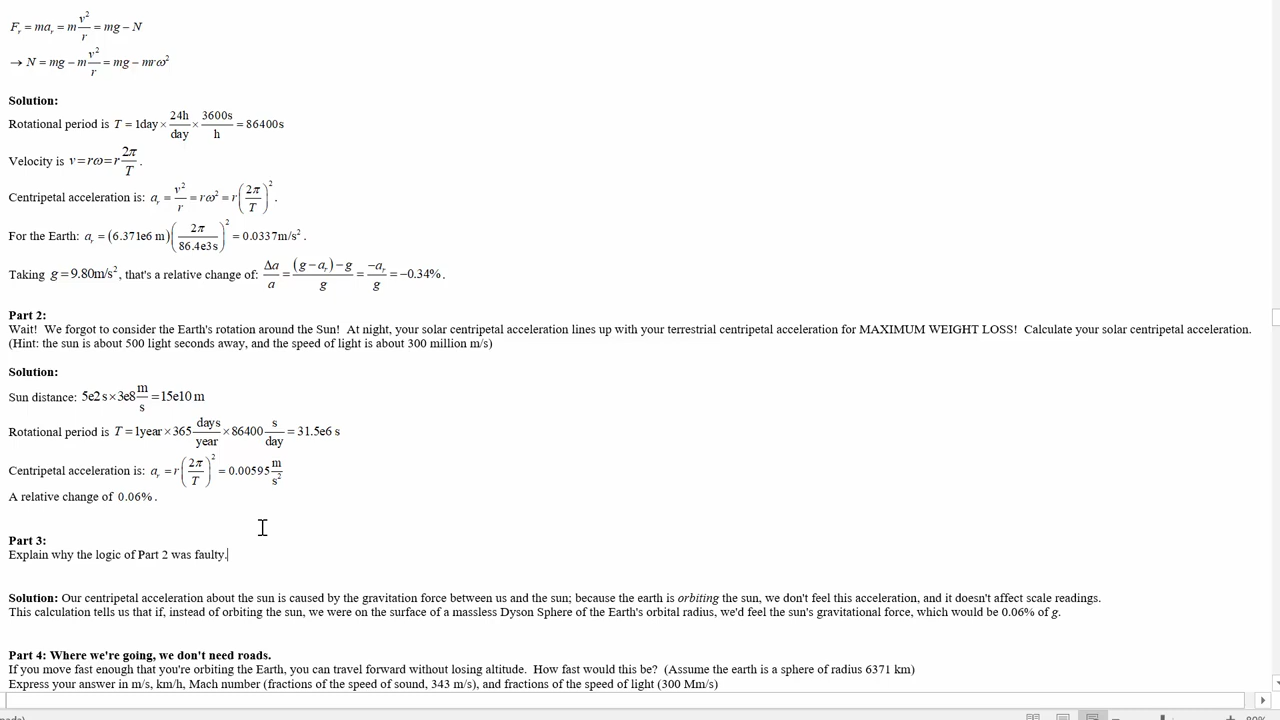 F_r = ma_r = m v²/r = mg − N
→ N = mg − m v²/r = mg − mrω²
Solution:
Rotational period is T = 1day × 24h/day × 3600s/h = 86400s
Velocity is v = rω = r 2π/T .
Centripetal acceleration is: a_r = v²/r = rω² = r(2π/T)² .
For the Earth: a_r = (6.371e6 m)(2π/86.4e3s)² = 0.0337m/s² .
Taking g = 9.80m/s² , that's a relative change of: Δa/a = (g − a_r) − g/g = −a_r/g = −0.34% .
Part 2:
Wait! We forgot to consider the Earth's rotation around the Sun! At night, your solar centripetal acceleration lines up with your terrestrial centripetal acceleration for MAXIMUM WEIGHT LOSS! Calculate your solar centripetal acceleration.
(Hint: the sun is about 500 light seconds away, and the speed of light is about 300 million m/s)
Solution:
Sun distance: 5e2 s × 3e8 m/s = 15e10 m
Rotational period is T = 1year × 365 days/year × 86400 s/day = 31.5e6 s
Centripetal acceleration is: a_r = r(2π/T)² = 0.00595 m/s²
A relative change of 0.06% .
Part 3:
Explain why the logic of Part 2 was faulty.
Solution: Our centripetal acceleration about the sun is caused by the gravitation force between us and the sun; because the earth is orbiting the sun, we don't feel this acceleration, and it doesn't affect scale readings.
This calculation tells us that if, instead of orbiting the sun, we were on the surface of a massless Dyson Sphere of the Earth's orbital radius, we'd feel the sun's gravitational force, which would be 0.06% of g.
Part 4: Where we're going, we don't need roads.
If you move fast enough that you're orbiting the Earth, you can travel forward without losing altitude. How fast would this be? (Assume the earth is a sphere of radius 6371 km)
Express your answer in m/s, km/h, Mach number (fractions of the speed of sound, 343 m/s), and fractions of the speed of light (300 Mm/s)